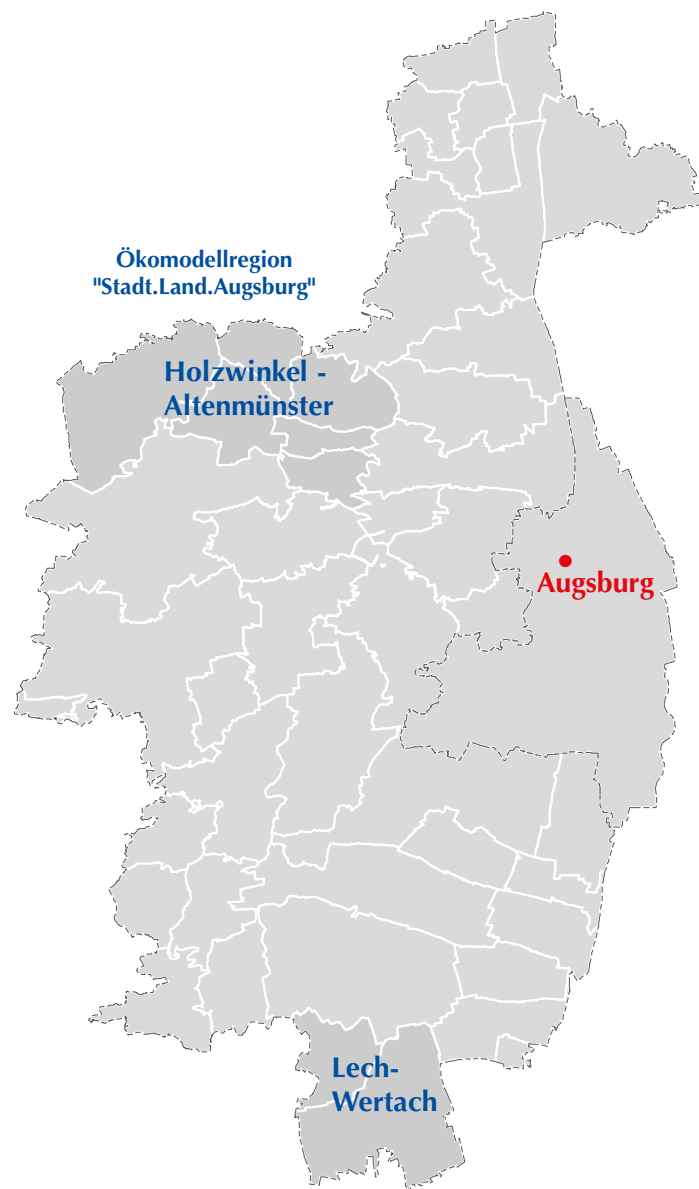 Ökomodellregion
"Stadt.Land.Augsburg"
Holzwinkel -
Altenmünster
Augsburg
Lech-
Wertach